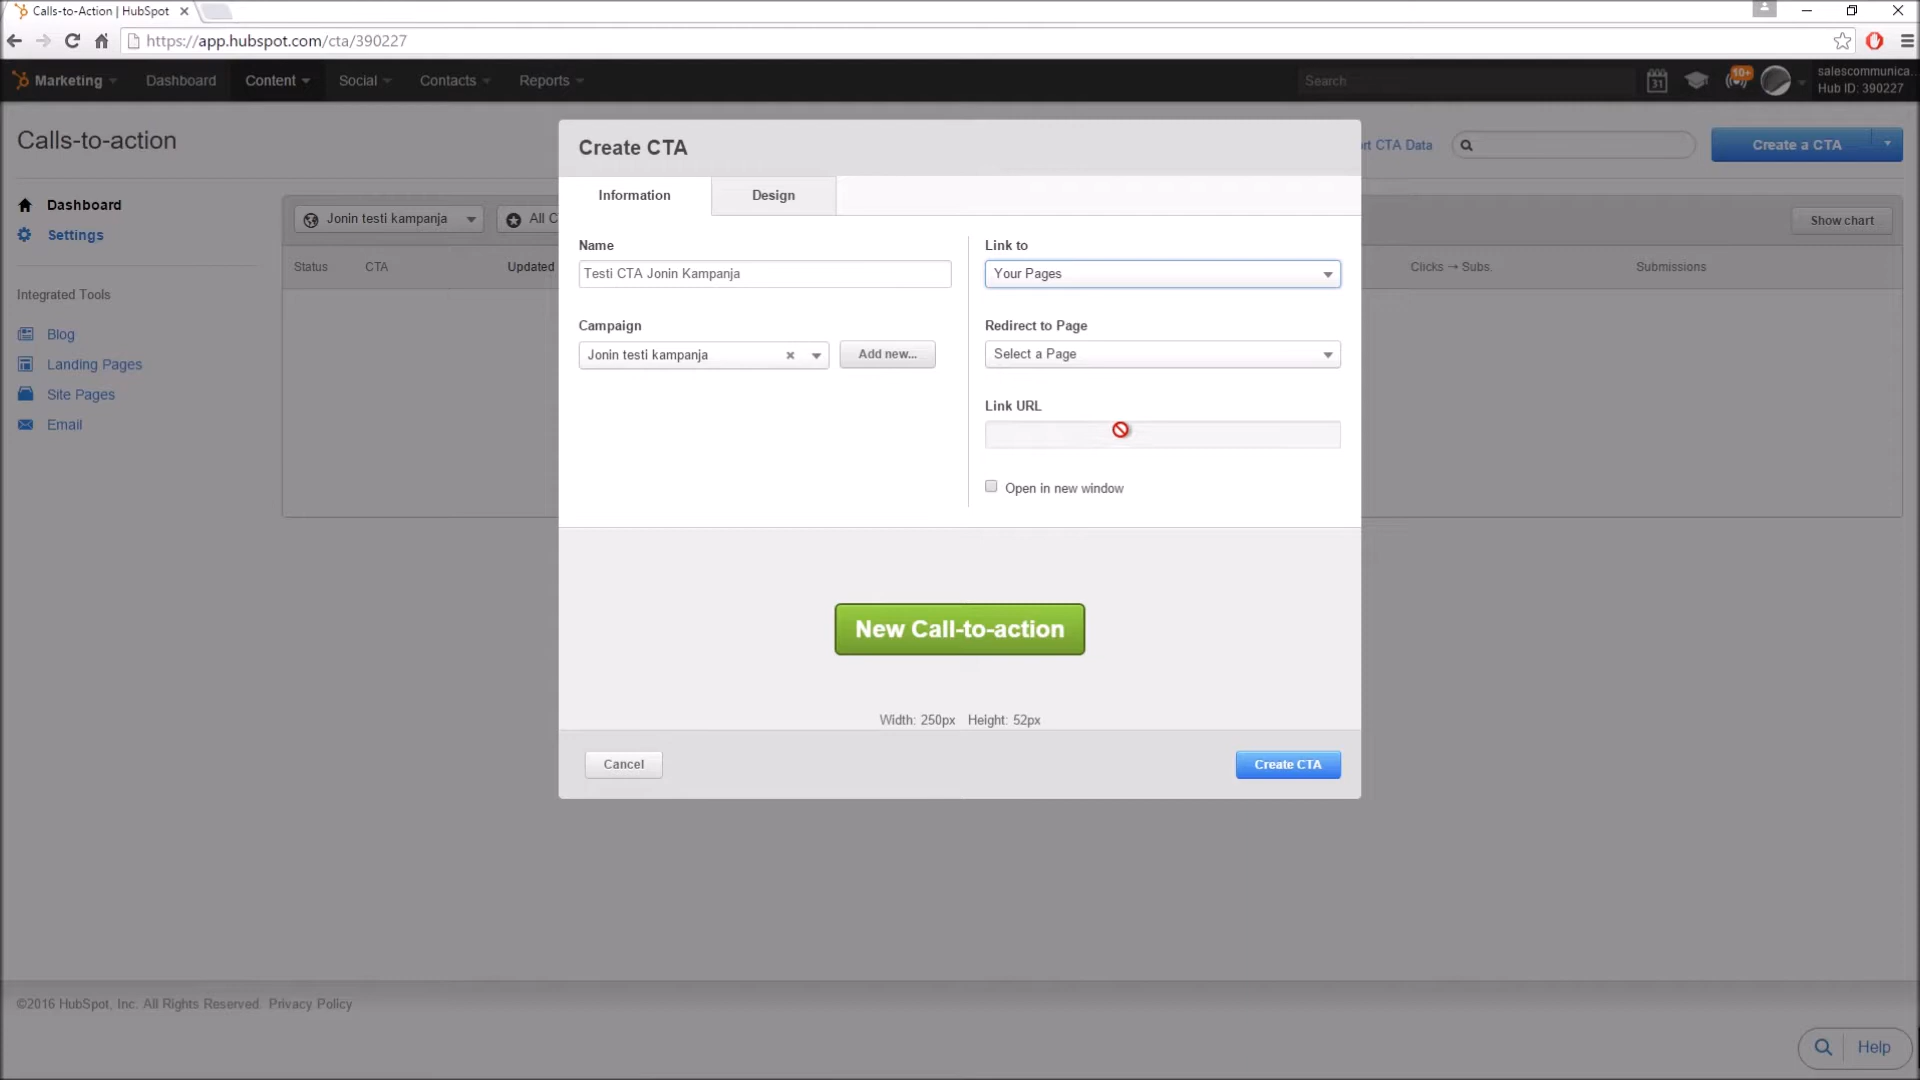 Calls-to-Action | HubSpot
https://app.hubspot.com/cta/390227
Marketing Dashboard Content Social Contacts Reports Search 31 10+ salescommunica...
Hub ID: 390227
Calls-to-action
CTA Data
Create a CTA
Dashboard
Settings
Integrated Tools
Blog
Landing Pages
Site Pages
Email
Jonin testi kampanja
All C
Show chart
Status CTA Updated Clicks → Subs. Submissions
Create CTA
Information Design
Name
Testi CTA Jonin Kampanja
Campaign
Jonin testi kampanja
Add new...
Link to
Your Pages
Redirect to Page
Select a Page
Link URL
Open in new window
New Call-to-action
Width: 250px Height: 52px
Cancel Create CTA
©2016 HubSpot, Inc. All Rights Reserved. Privacy Policy
Help